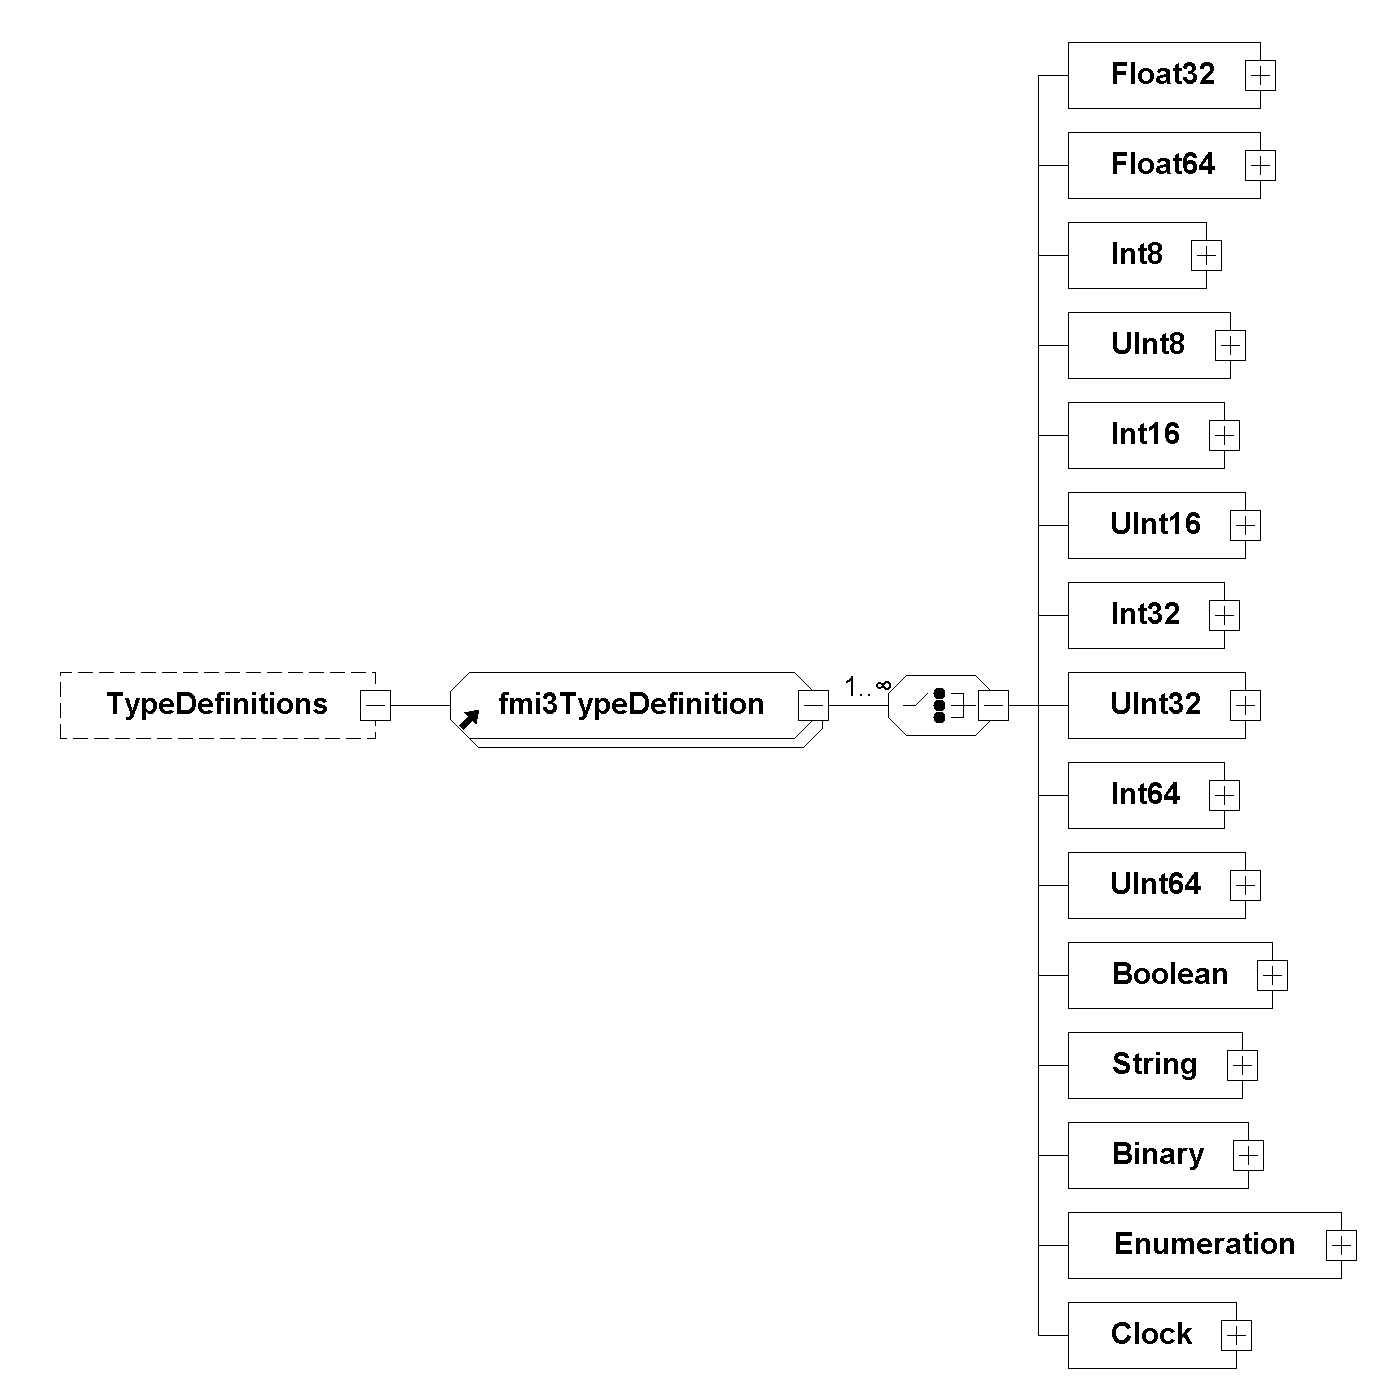 Float32
Float64
Int8
UInt8
Int16
UInt16
Int32
TypeDefinitions
fmi3TypeDefinition
1..∞
UInt32
Int64
UInt64
Boolean
String
Binary
Enumeration
Clock